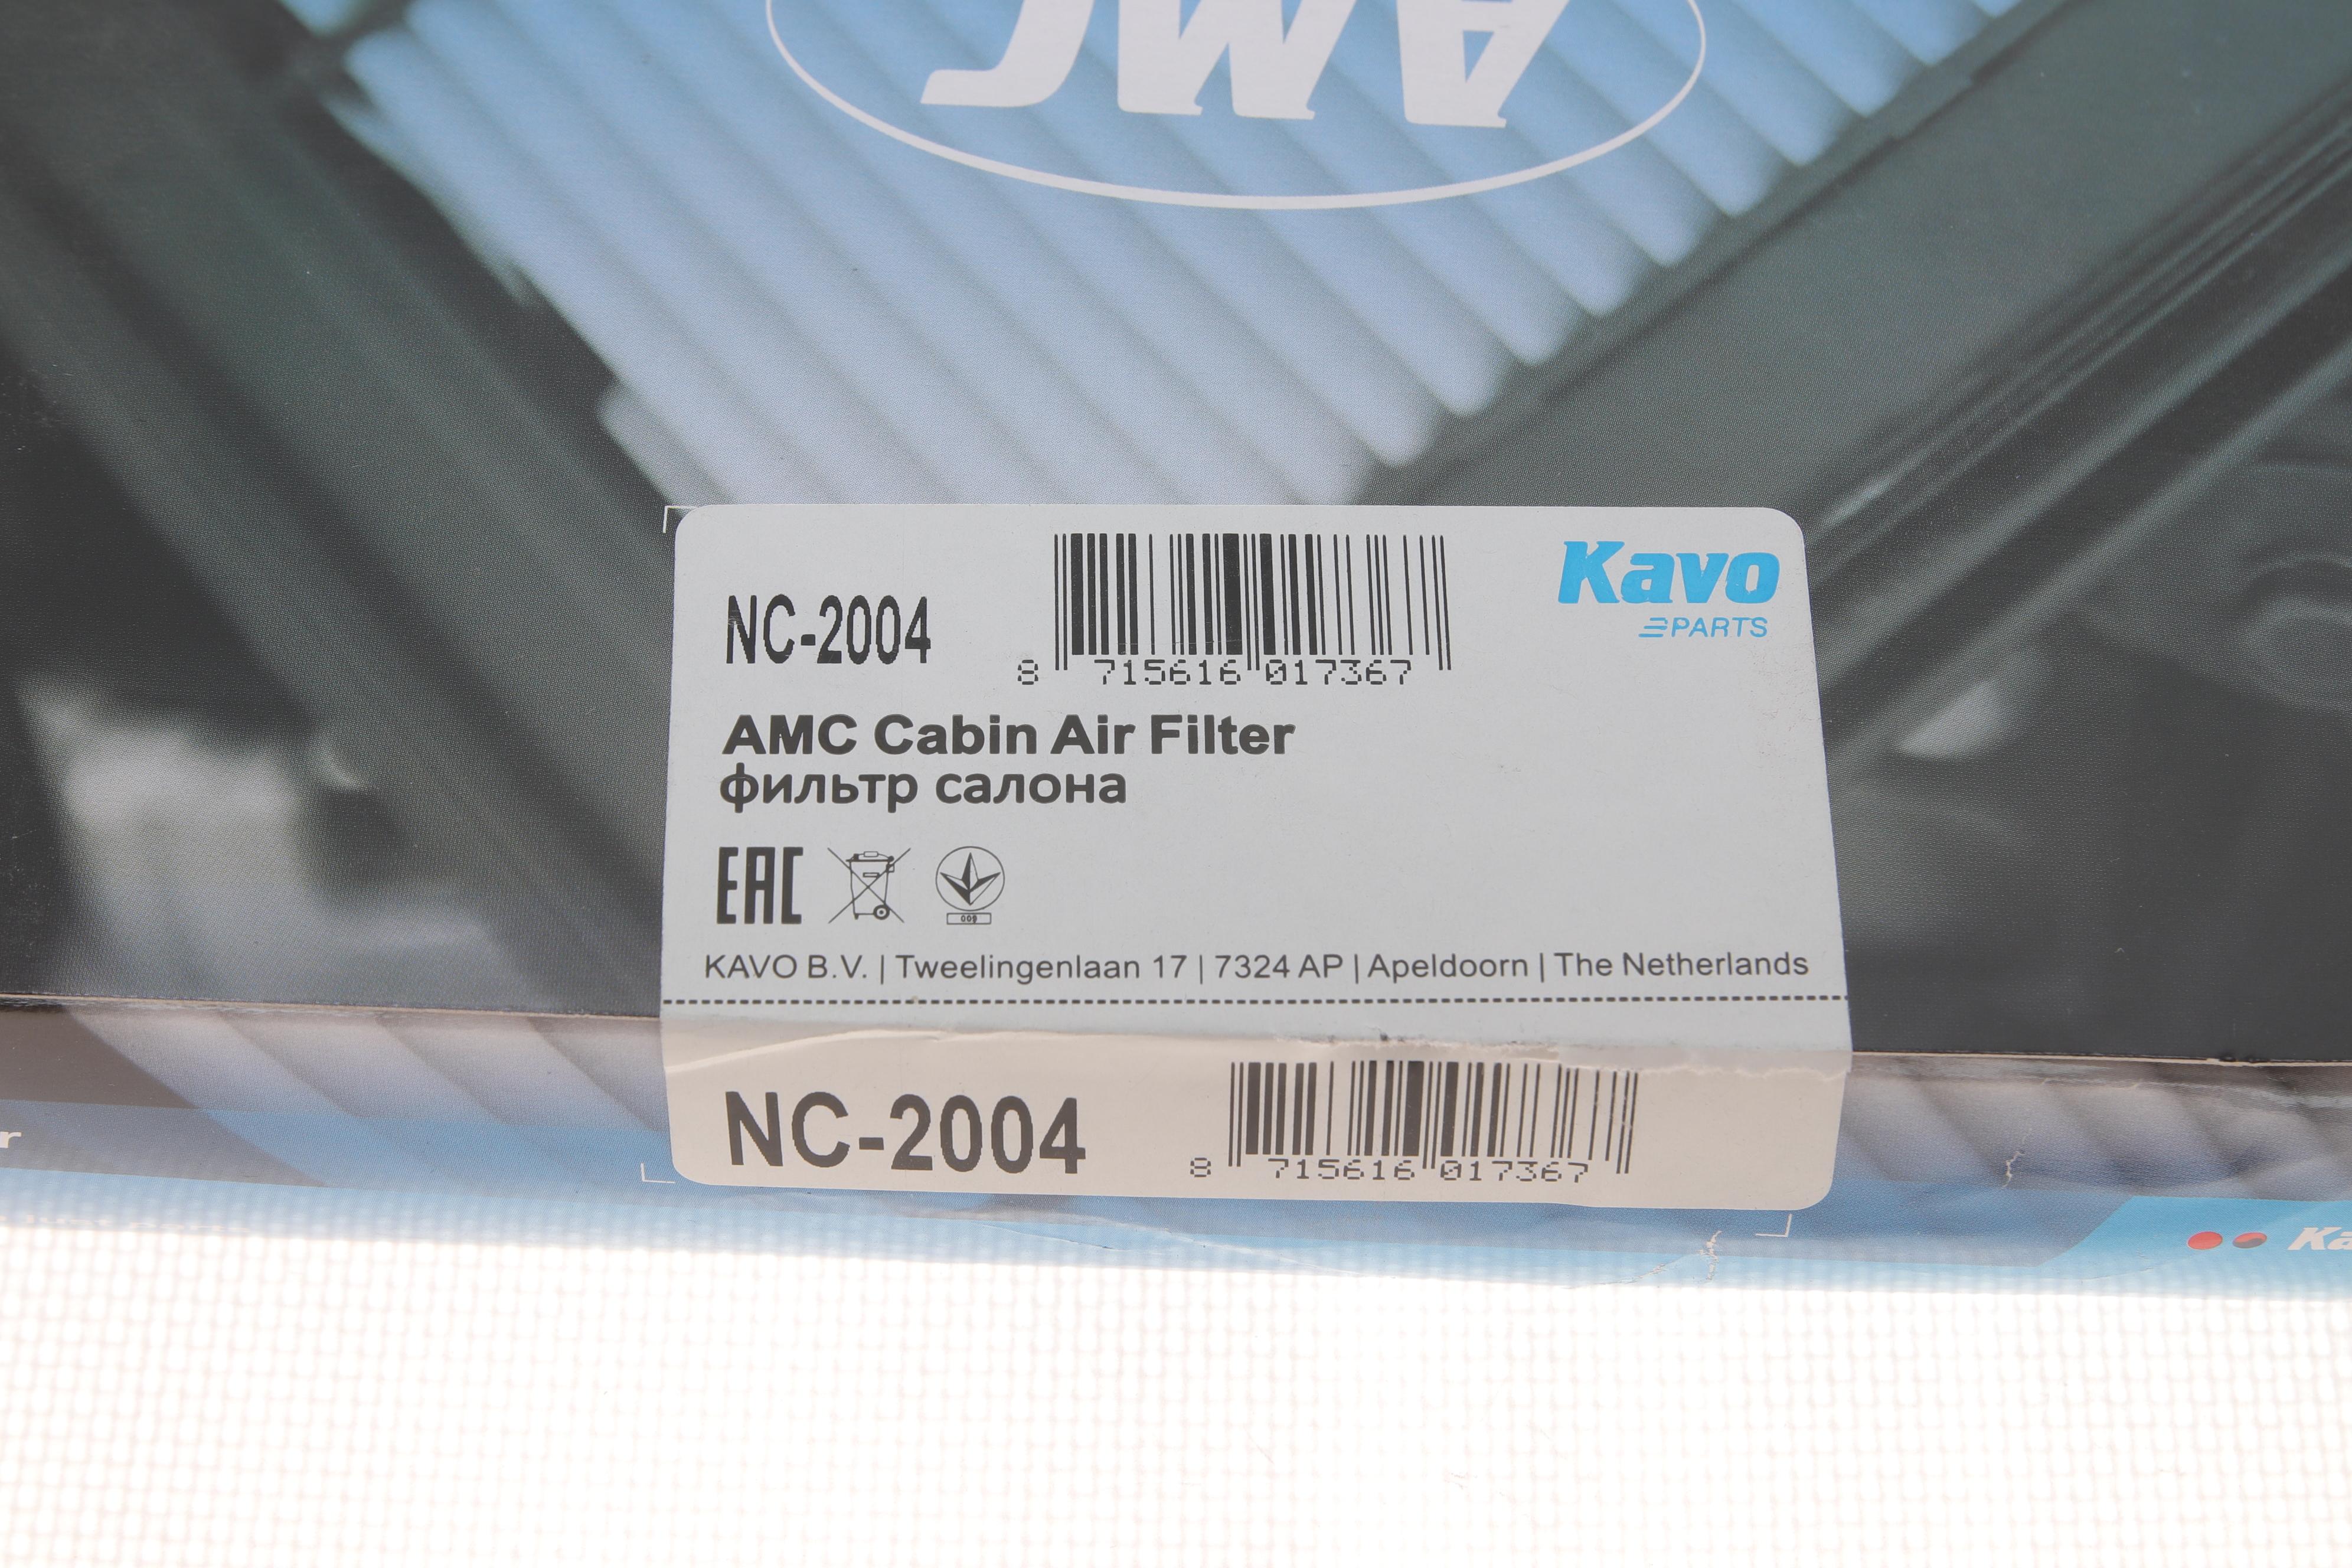 AMC
NC-2004
8 715616 017367
Kavo
PARTS
AMC Cabin Air Filter
фильтр салона
EAC
009
KAVO B.V. | Tweelingenlaan 17 | 7324 AP | Apeldoorn | The Netherlands
NC-2004
8 715616 017367